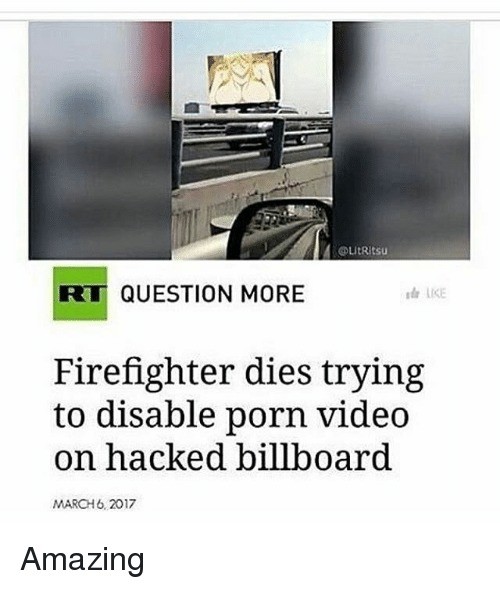 @LitRitsu
RT QUESTION MORE
LIKE
Firefighter dies trying
to disable porn video
on hacked billboard
MARCH 6, 2017
Amazing